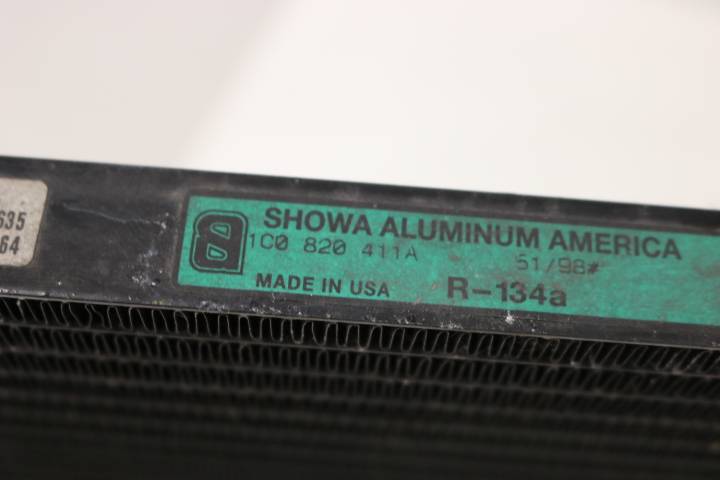 635
64
SHOWA ALUMINUM AMERICA
1C0 820 411A 51/98#
MADE IN USA R-134a